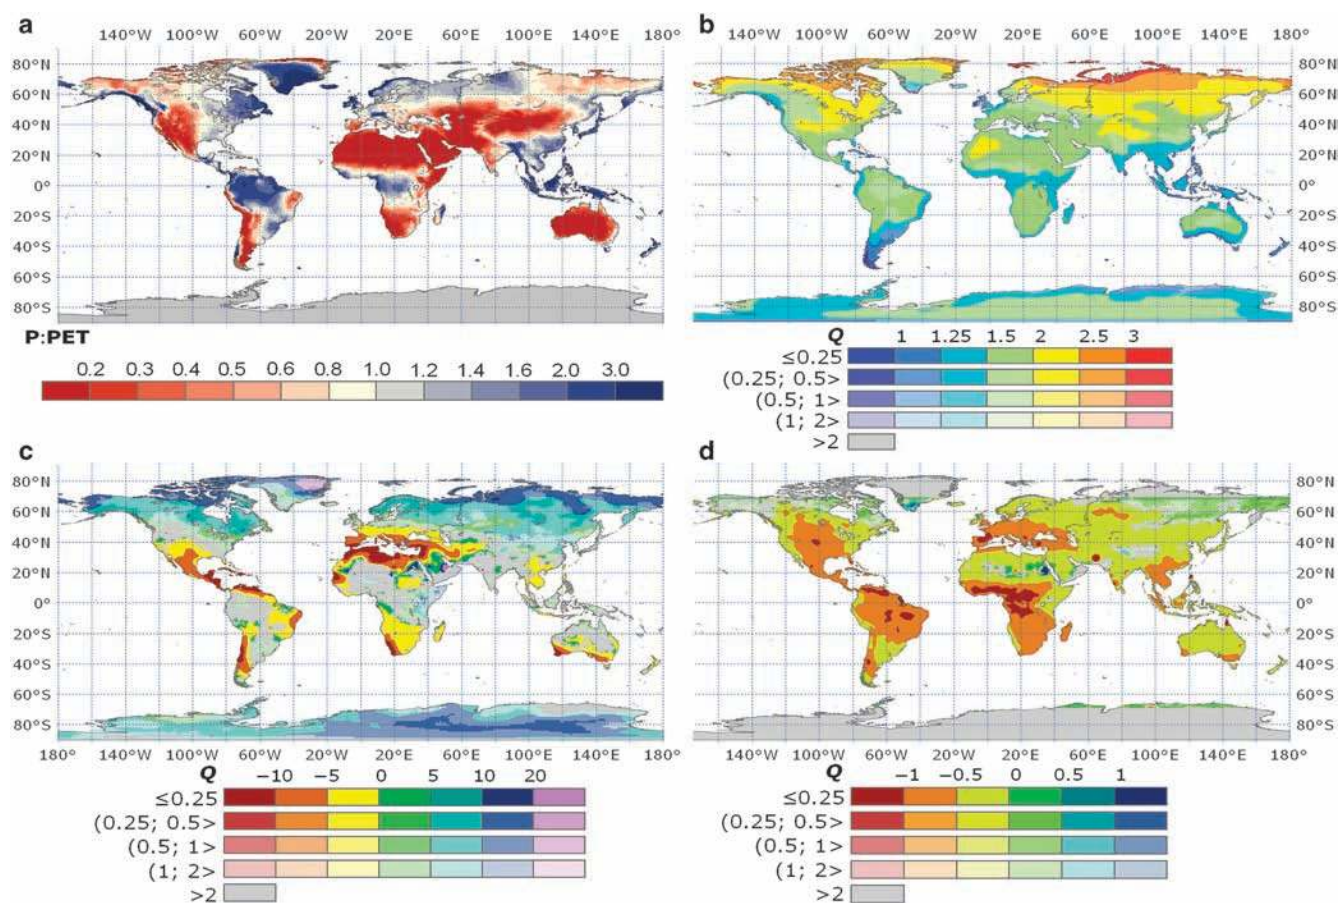 a
b
140°W 100°W 60°W 20°W 20°E 60°E 100°E 140°E 180°
140°W 100°W 60°W 20°W 20°E 60°E 100°E 140°E 180°
80°N
80°N
60°N
60°N
40°N
40°N
20°N
20°N
0°
0°
20°S
20°S
40°S
40°S
60°S
60°S
80°S
80°S
P:PET
0.2 0.3 0.4 0.5 0.6 0.8 1.0 1.2 1.4 1.6 2.0 3.0
Q 1 1.25 1.5 2 2.5 3
≤0.25
(0.25; 0.5>
(0.5; 1>
(1; 2>
>2
c
d
80°N
80°N
60°N
60°N
40°N
40°N
20°N
20°N
0°
0°
20°S
20°S
40°S
40°S
60°S
60°S
80°S
80°S
180° 140°W 100°W 60°W 20°W 20°E 60°E 100°E 140°E 180°
140°W 100°W 60°W 20°W 20°E 60°E 100°E 140°E 180°
Q −10 −5 0 5 10 20
≤0.25
(0.25; 0.5>
(0.5; 1>
(1; 2>
>2
Q −1 −0.5 0 0.5 1
≤0.25
(0.25; 0.5>
(0.5; 1>
(1; 2>
>2